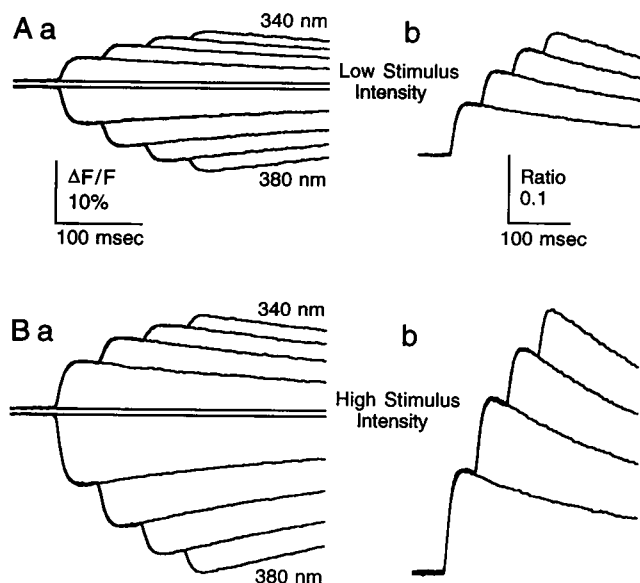 A a
340 nm
b
Low Stimulus
Intensity
ΔF/F
10%
100 msec
380 nm
Ratio
0.1
100 msec
B a
340 nm
b
High Stimulus
Intensity
380 nm